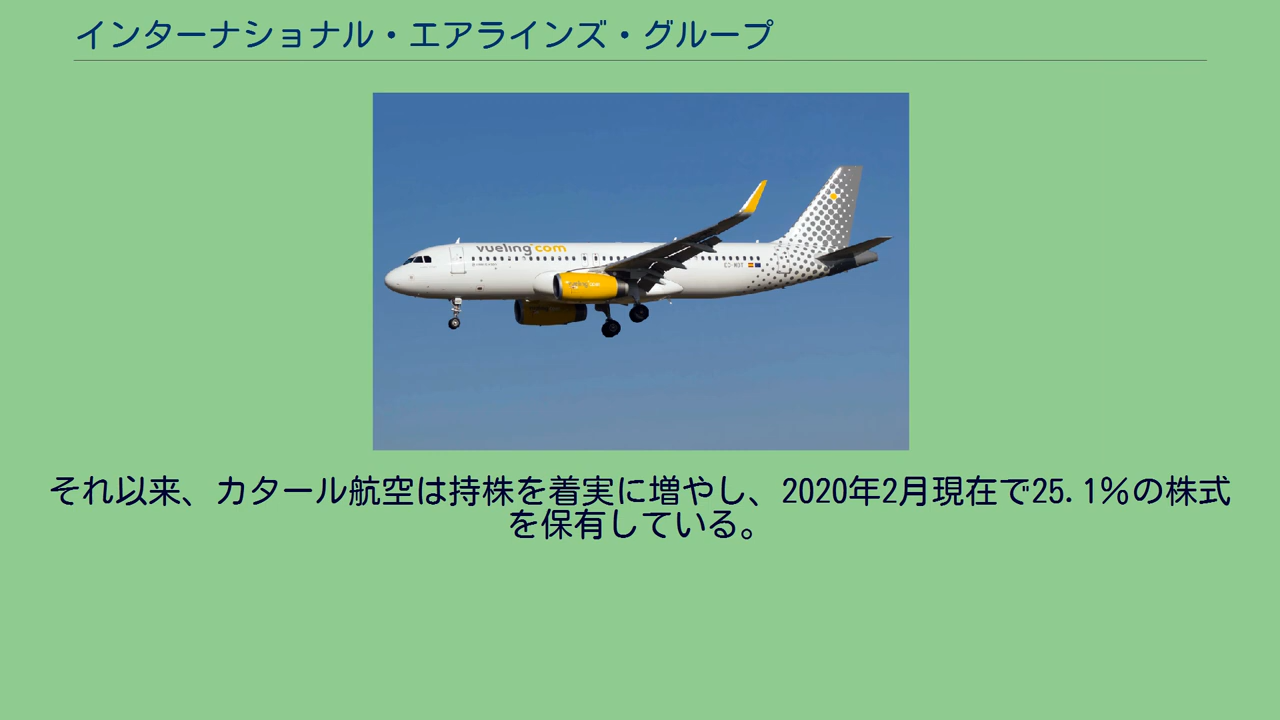 インターナショナル・エアラインズ・グループ
vueling.com
それ以来、カタール航空は持株を着実に増やし、2020年2月現在で25.1%の株式
を保有している。